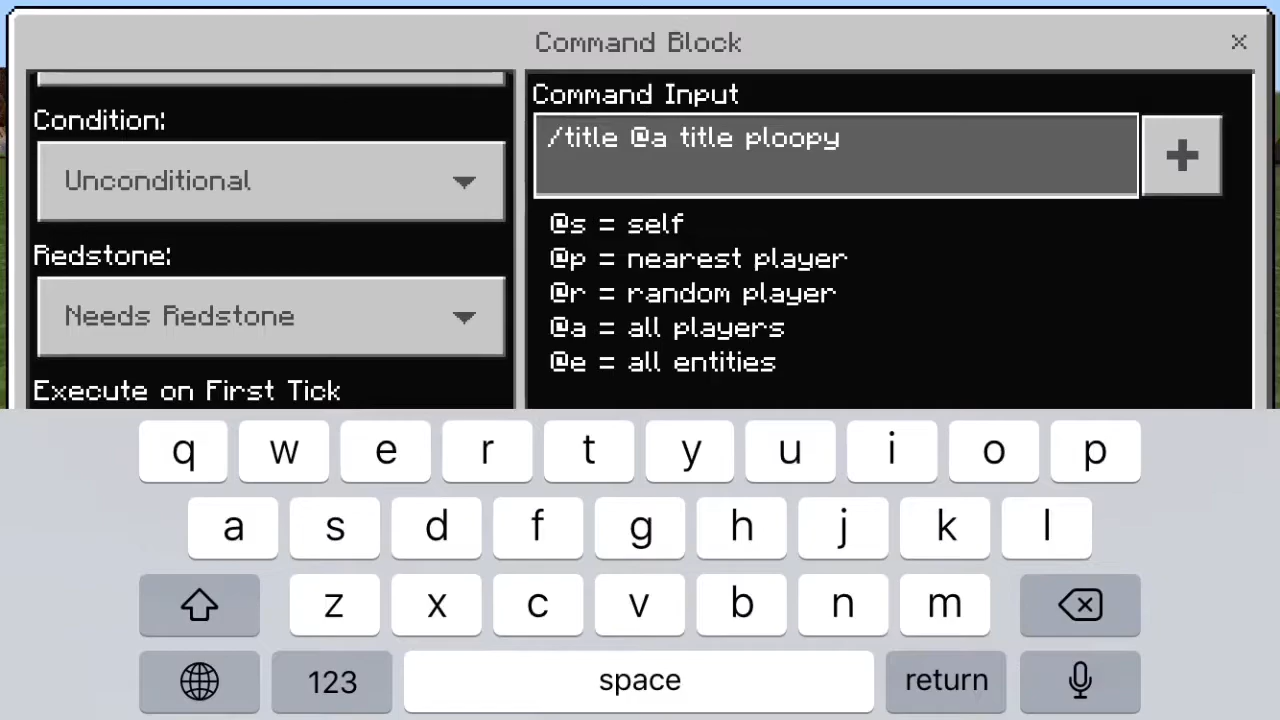 Command Block
Condition:
Unconditional
Redstone:
Needs Redstone
Execute on First Tick
Command Input
/title @a title ploopy
@s = self
@p = nearest player
@r = random player
@a = all players
@e = all entities
q w e r t y u i o p
a s d f g h j k l
z x c v b n m
123 space return